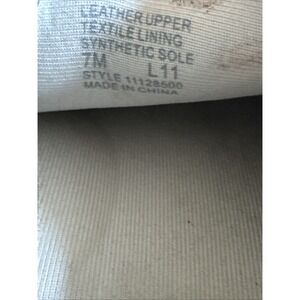 LEATHER UPPER
TEXTILE LINING
SYNTHETIC SOLE
7M L11
STYLE 11128500
MADE IN CHINA